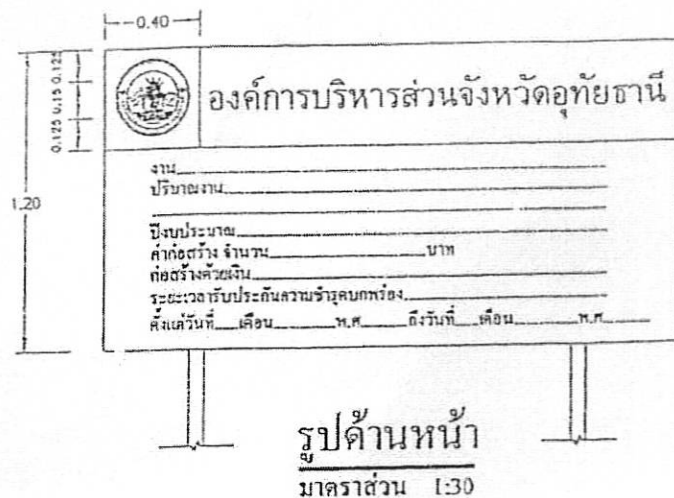 0.40
1.20
0.125 0.15 0.125
องค์การบริหารส่วนจังหวัดอุทัยธานี
งาน
ปริมาณงาน
ปีงบประมาณ
ค่าก่อสร้าง จำนวน บาท
ก่อสร้างด้วยเงิน
ระยะเวลารับประกันความชำรุดบกพร่อง
ตั้งแต่วันที่ เดือน พ.ศ. ถึงวันที่ เดือน พ.ศ.
รูปด้านหน้า
มาตราส่วน 1:30